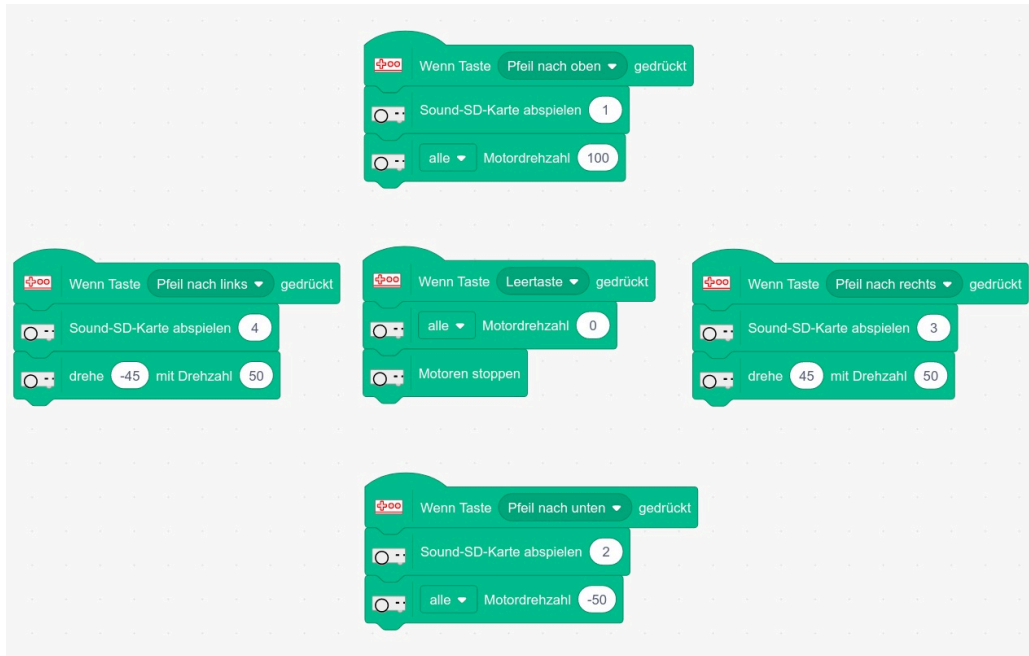 Wenn Taste Pfeil nach oben gedrückt
Sound-SD-Karte abspielen 1
alle Motordrehzahl 100
Wenn Taste Pfeil nach links gedrückt
Sound-SD-Karte abspielen 4
drehe -45 mit Drehzahl 50
Wenn Taste Leertaste gedrückt
alle Motordrehzahl 0
Motoren stoppen
Wenn Taste Pfeil nach rechts gedrückt
Sound-SD-Karte abspielen 3
drehe 45 mit Drehzahl 50
Wenn Taste Pfeil nach unten gedrückt
Sound-SD-Karte abspielen 2
alle Motordrehzahl -50